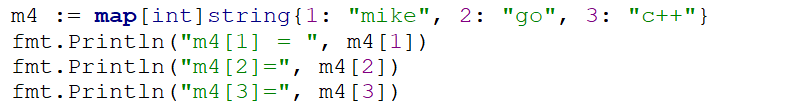 m4 := map[int]string{1: "mike", 2: "go", 3: "c++"}
fmt.Println("m4[1] = ", m4[1])
fmt.Println("m4[2]=", m4[2])
fmt.Println("m4[3]=", m4[3])